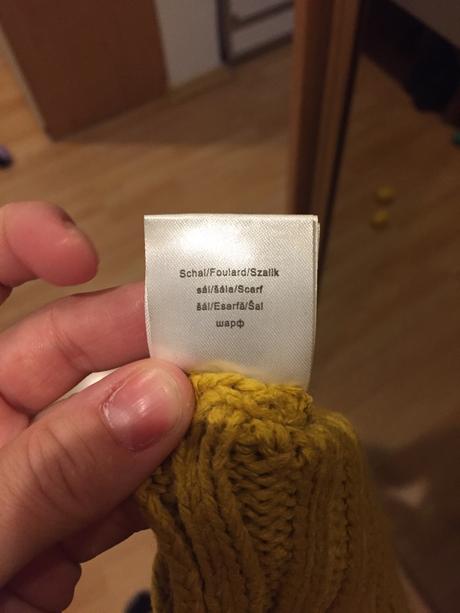 Schal/Foulard/Szalik
sál/šála/Scarf
šál/Esarfă/Šal
шарф